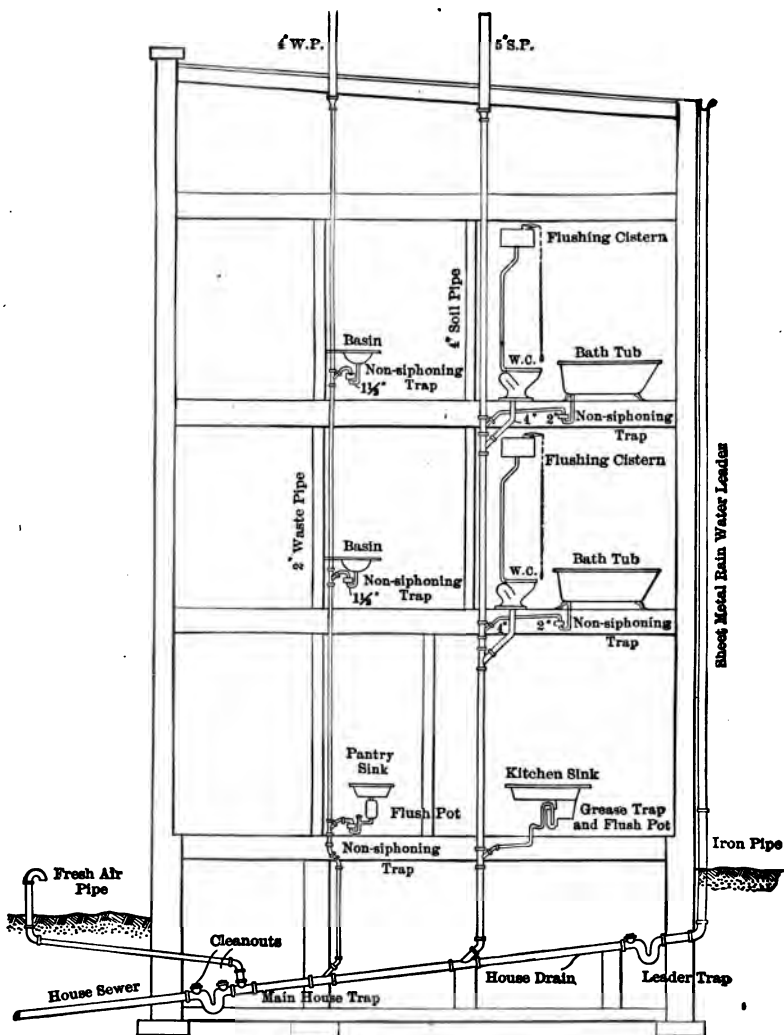 4" W.P.
5" S.P.
Flushing Cistern
4" Soil Pipe
Basin
W.C.
Bath Tub
Non-siphoning
Trap
1½"
4" 2" Non-siphoning
Trap
Flushing Cistern
2" Waste Pipe
Sheet Metal Rain Water Leader
Basin
W.C.
Bath Tub
Non-siphoning
Trap
1½"
4" 2" Non-siphoning
Trap
Pantry
Sink
Kitchen Sink
Flush Pot
Grease Trap
and Flush Pot
Non-siphoning
Trap
Iron Pipe
Fresh Air
Pipe
Cleanouts
House Sewer
Main House Trap
House Drain
Leader Trap